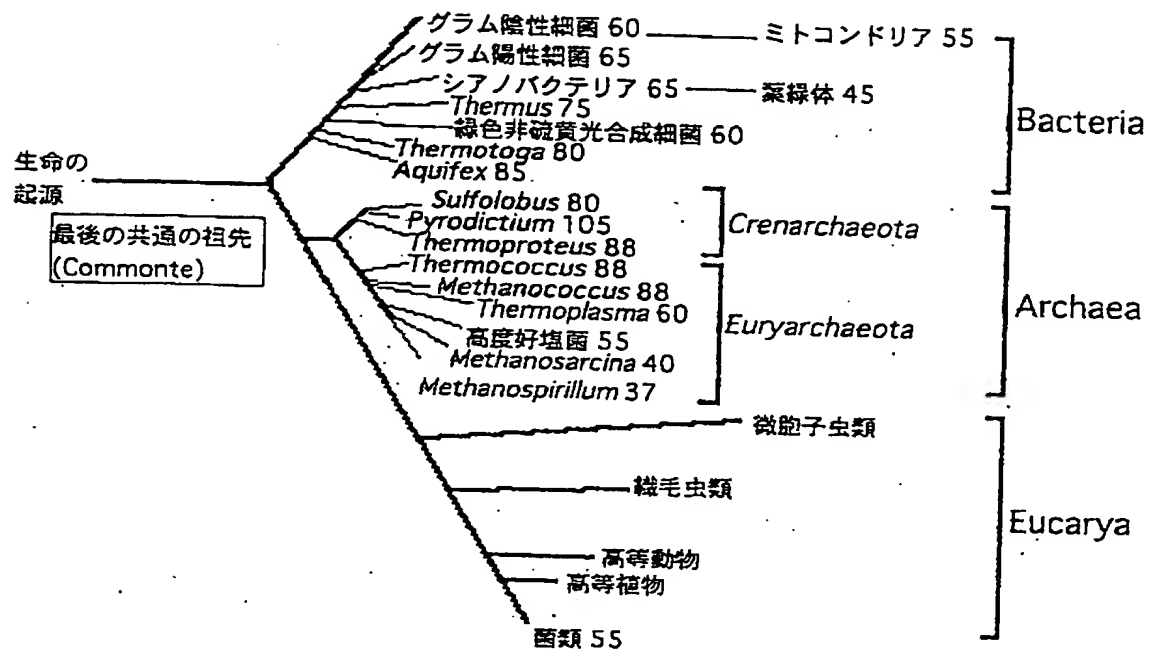 グラム陰性細菌 60
ミトコンドリア 55
グラム陽性細菌 65
シアノバクテリア 65
葉緑体 45
Thermus 75
緑色非硫黄光合成細菌 60
Thermotoga 80
Aquifex 85
Bacteria
生命の
起源
最後の共通の祖先
(Commonte)
Sulfolobus 80
Pyrodictium 105
Thermoproteus 88
Crenarchaeota
Thermococcus 88
Methanococcus 88
Thermoplasma 60
高度好塩菌 55
Methanosarcina 40
Methanospirillum 37
Euryarchaeota
Archaea
微胞子虫類
繊毛虫類
高等動物
高等植物
菌類 55
Eucarya